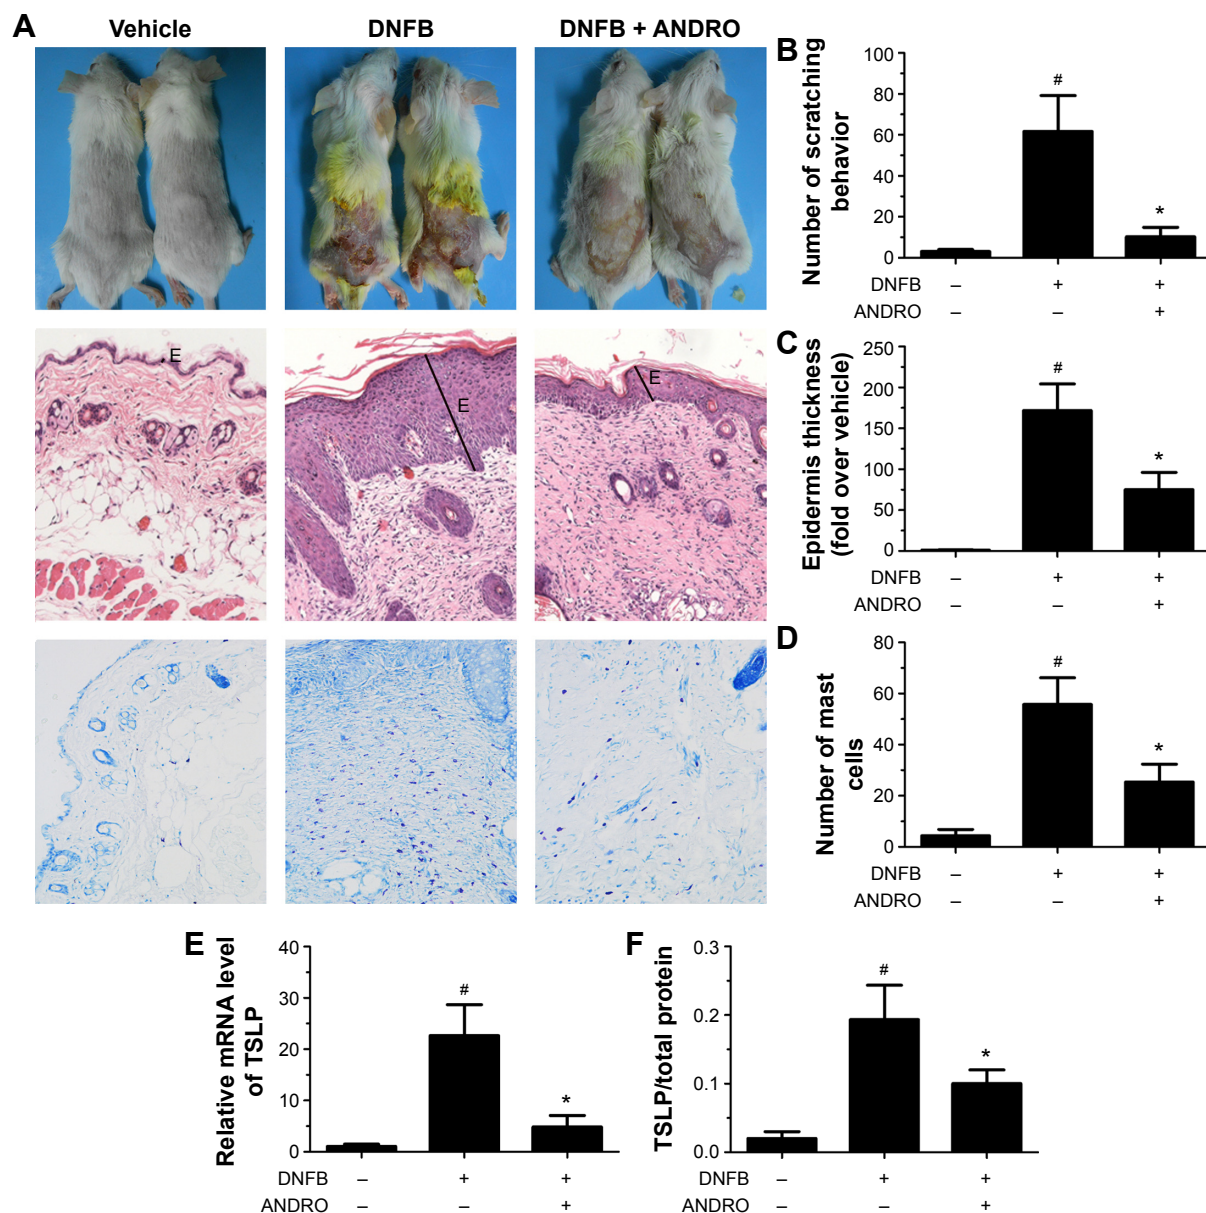 A
Vehicle
DNFB
DNFB + ANDRO
E
E
E
B
Number of scratching
behavior
100
80
60
40
20
0
#
*
DNFB – + +
ANDRO – – +
C
Epidermis thickness
(fold over vehicle)
250
200
150
100
50
0
#
*
DNFB – + +
ANDRO – – +
D
Number of mast
cells
80
60
40
20
0
#
*
DNFB – + +
ANDRO – – +
E
Relative mRNA level
of TSLP
40
30
20
10
0
#
*
DNFB – + +
ANDRO – – +
F
TSLP/total protein
0.3
0.2
0.1
0.0
#
*
DNFB – + +
ANDRO – – +